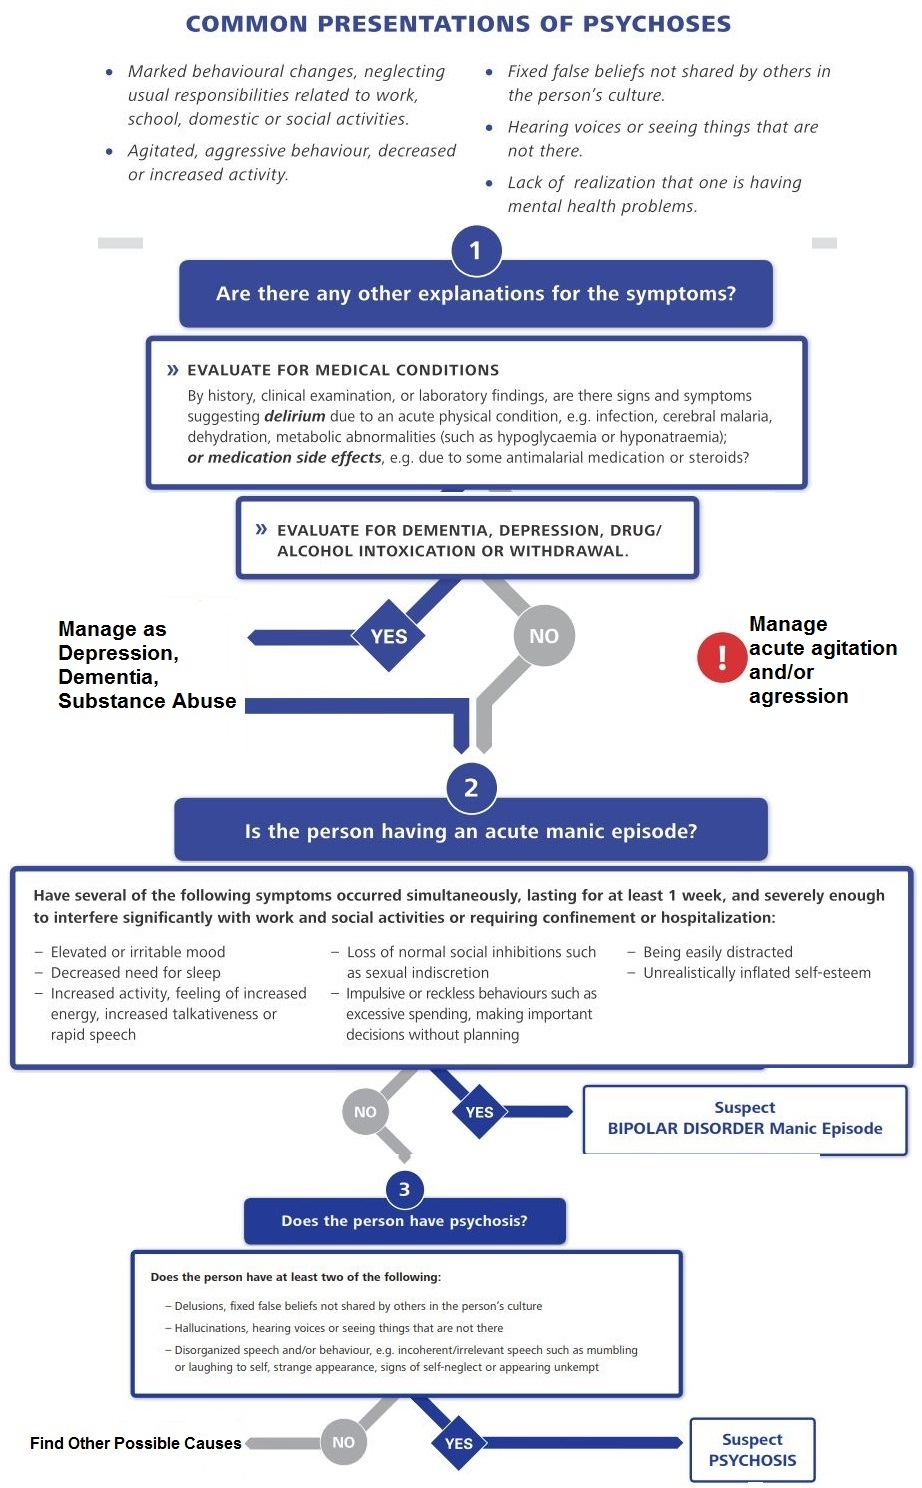 COMMON PRESENTATIONS OF PSYCHOSES
• Marked behavioural changes, neglecting
usual responsibilities related to work,
school, domestic or social activities.
• Agitated, aggressive behaviour, decreased
or increased activity.
• Fixed false beliefs not shared by others in
the person's culture.
• Hearing voices or seeing things that are
not there.
• Lack of realization that one is having
mental health problems.
1
Are there any other explanations for the symptoms?
» EVALUATE FOR MEDICAL CONDITIONS
By history, clinical examination, or laboratory findings, are there signs and symptoms
suggesting delirium due to an acute physical condition, e.g. infection, cerebral malaria,
dehydration, metabolic abnormalities (such as hypoglycaemia or hyponatraemia);
or medication side effects, e.g. due to some antimalarial medication or steroids?
» EVALUATE FOR DEMENTIA, DEPRESSION, DRUG/
ALCOHOL INTOXICATION OR WITHDRAWAL.
YES
NO
Manage as
Depression,
Dementia,
Substance Abuse
!
Manage
acute agitation
and/or
agression
2
Is the person having an acute manic episode?
Have several of the following symptoms occurred simultaneously, lasting for at least 1 week, and severely enough
to interfere significantly with work and social activities or requiring confinement or hospitalization:
– Elevated or irritable mood
– Decreased need for sleep
– Increased activity, feeling of increased
energy, increased talkativeness or
rapid speech
– Loss of normal social inhibitions such
as sexual indiscretion
– Impulsive or reckless behaviours such as
excessive spending, making important
decisions without planning
– Being easily distracted
– Unrealistically inflated self-esteem
NO
YES
Suspect
BIPOLAR DISORDER Manic Episode
3
Does the person have psychosis?
Does the person have at least two of the following:
– Delusions, fixed false beliefs not shared by others in the person's culture
– Hallucinations, hearing voices or seeing things that are not there
– Disorganized speech and/or behaviour, e.g. incoherent/irrelevant speech such as mumbling
or laughing to self, strange appearance, signs of self-neglect or appearing unkempt
Find Other Possible Causes
NO
YES
Suspect
PSYCHOSIS